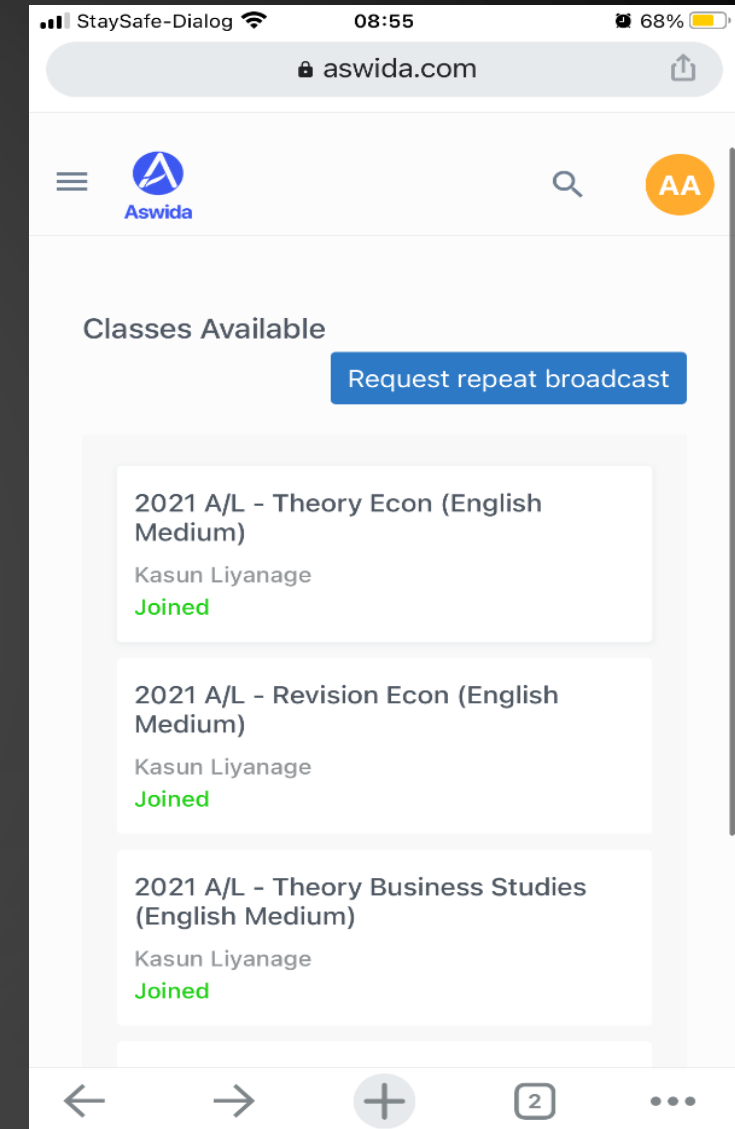 StaySafe-Dialog 08:55 68%
aswida.com
Aswida
AA
Classes Available
Request repeat broadcast
2021 A/L - Theory Econ (English
Medium)
Kasun Liyanage
Joined
2021 A/L - Revision Econ (English
Medium)
Kasun Liyanage
Joined
2021 A/L - Theory Business Studies
(English Medium)
Kasun Liyanage
Joined
2